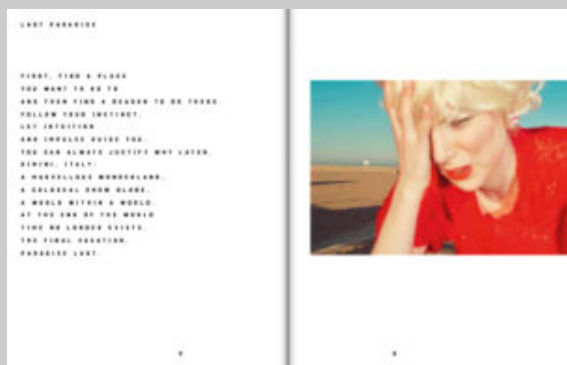 LAST PARADISE
FIRST, FIND A PLACE
YOU WANT TO GO TO
AND THEN FIND A REASON TO BE THERE.
FOLLOW YOUR INSTINCT.
LET INTUITION
AND IMPULSE GUIDE YOU.
YOU CAN ALWAYS JUSTIFY WHY LATER.
RIMINI, ITALY:
A MARVELLOUS WONDERLAND.
A COLOSSAL SNOW GLOBE.
A WORLD WITHIN A WORLD.
AT THE END OF THE WORLD
TIME NO LONGER EXISTS.
THE FINAL VACATION.
PARADISE LOST.